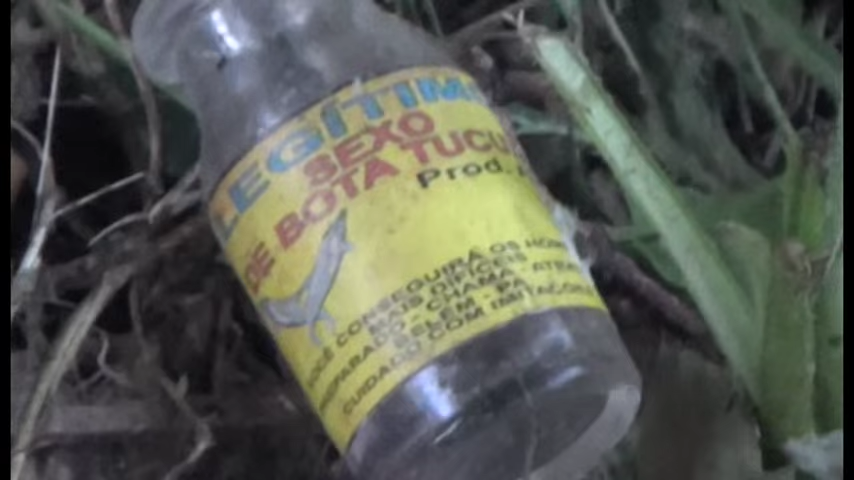 LEGÍTIM
SEXO
DE BOTA TUCU
Prod.
VOCÊ CONSEGUIRÁ OS HOM
MAIS DIFÍCEIS
PREPARADO - CHAMA - ATEN
BELÉM - PA
CUIDADO COM IMITAÇÕES